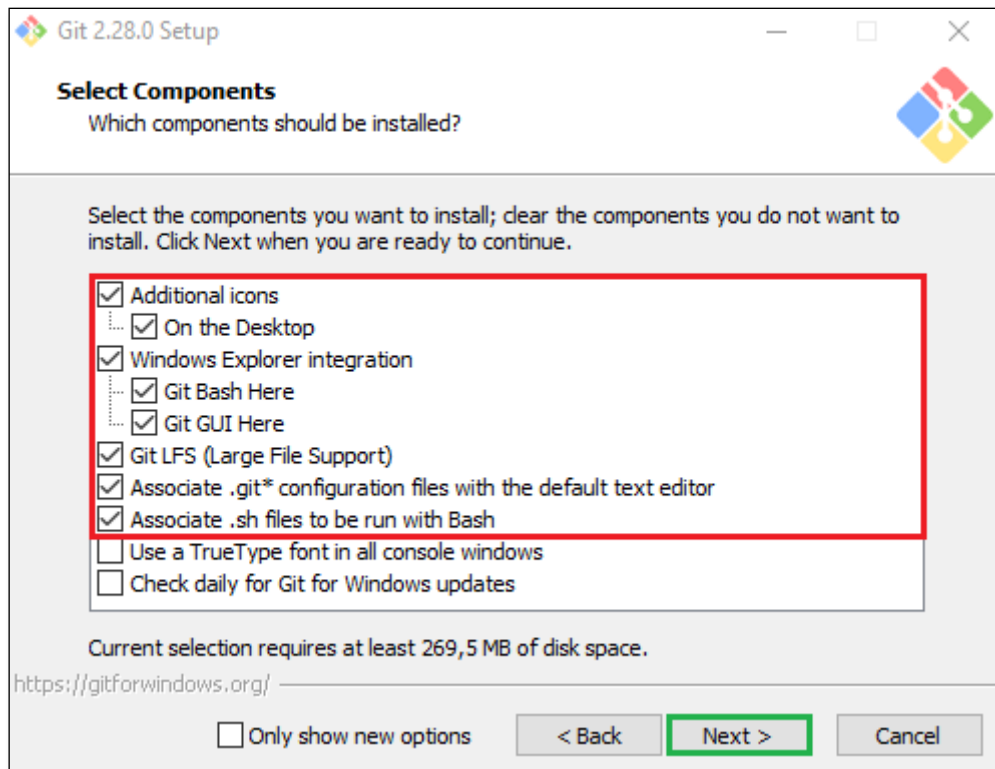 Git 2.28.0 Setup
Select Components
Which components should be installed?
Select the components you want to install; clear the components you do not want to
install. Click Next when you are ready to continue.
Additional icons
On the Desktop
Windows Explorer integration
Git Bash Here
Git GUI Here
Git LFS (Large File Support)
Associate .git* configuration files with the default text editor
Associate .sh files to be run with Bash
Use a TrueType font in all console windows
Check daily for Git for Windows updates
Current selection requires at least 269,5 MB of disk space.
https://gitforwindows.org/
Only show new options
< Back
Next >
Cancel